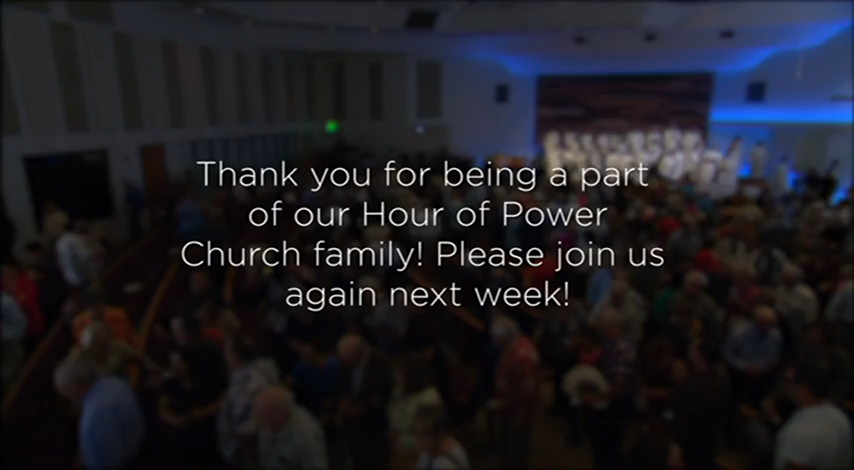 Thank you for being a part
of our Hour of Power
Church family! Please join us
again next week!